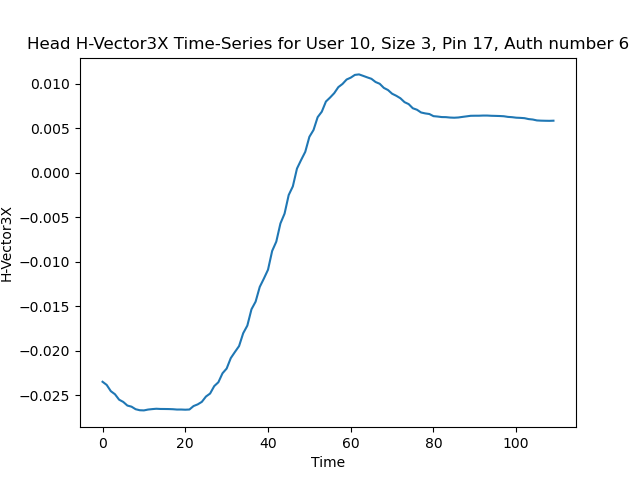 Head H-Vector3X Time-Series for User 10, Size 3, Pin 17, Auth number 6
0.010
0.005
0.000
−0.005
−0.010
−0.015
−0.020
−0.025
H-Vector3X
0 20 40 60 80 100
Time